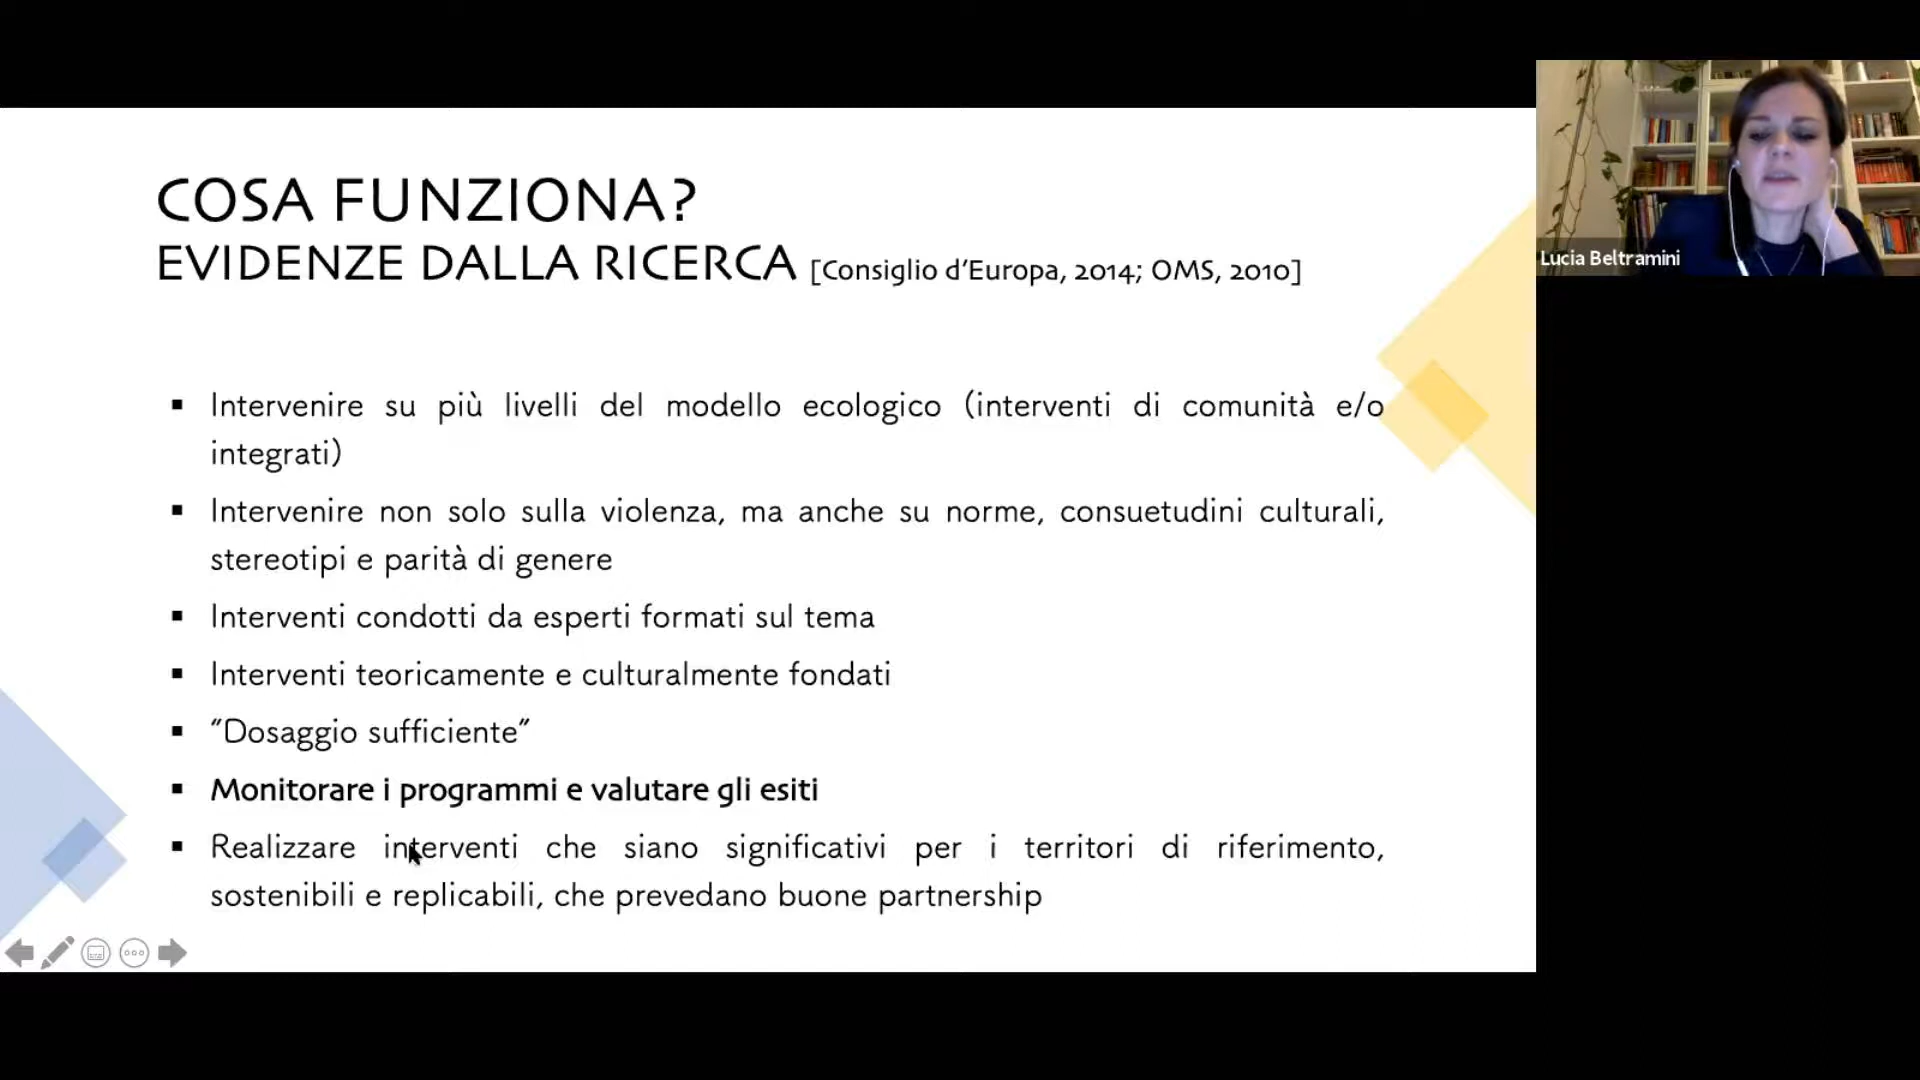 COSA FUNZIONA?
EVIDENZE DALLA RICERCA [Consiglio d'Europa, 2014; OMS, 2010]
Lucia Beltramini
▪ Intervenire su più livelli del modello ecologico (interventi di comunità e/o
integrati)
▪ Intervenire non solo sulla violenza, ma anche su norme, consuetudini culturali,
stereotipi e parità di genere
▪ Interventi condotti da esperti formati sul tema
▪ Interventi teoricamente e culturalmente fondati
▪ "Dosaggio sufficiente"
▪ Monitorare i programmi e valutare gli esiti
▪ Realizzare interventi che siano significativi per i territori di riferimento,
sostenibili e replicabili, che prevedano buone partnership